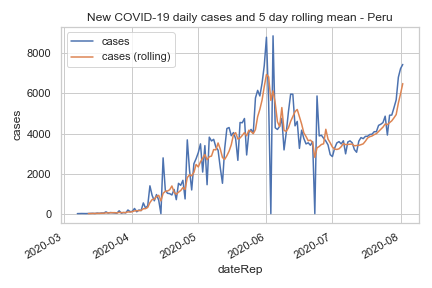 New COVID-19 daily cases and 5 day rolling mean - Peru
cases
cases (rolling)
8000
6000
4000
2000
0
cases
2020-03
2020-04
2020-05
2020-06
2020-07
2020-08
dateRep